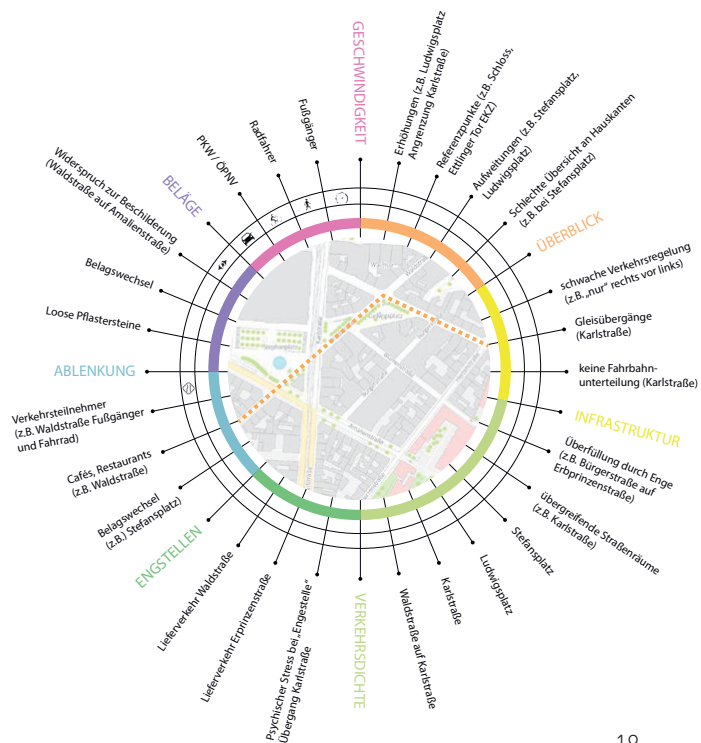 GESCHWINDIGKEIT
Erhöhungen (z.B. Ludwigsplatz
Angrenzung Karlstraße)
Referenzpunkte (z.B. Schloss,
Ettlinger Tor EKZ)
Aufweitungen (z.B. Stefansplatz,
Ludwigsplatz)
Schlechte Übersicht an Hauskanten
(z.B. bei Stefansplatz)
ÜBERBLICK
schwache Verkehrsregelung
(z.B. „nur“ rechts vor links)
Gleisübergänge
(Karlstraße)
keine Fahrbahn-
unterteilung (Karlstraße)
INFRASTRUKTUR
Überfüllung durch Enge
(z.B. Bürgerstraße auf
Erbprinzenstraße)
übergreifende Straßenräume
(z.B. Karlstraße)
Stefansplatz
Ludwigsplatz
Karlstraße
Waldstraße auf Karlstraße
VERKEHRSDICHTE
Psychischer Stress bei „Engestelle“
Übergang Karlstraße
Lieferverkehr Erprinzenstraße
Lieferverkehr Waldstraße
ENGSTELLEN
Belagswechsel
(z.B.) Stefansplatz)
Cafés, Restaurants
(z.B. Waldstraße)
Verkehrsteilnehmer
(z.B. Waldstraße Fußgänger
und Fahrrad)
ABLENKUNG
Loose Pflastersteine
Belagswechsel
Widerspruch zur Beschilderung
(Waldstraße auf Amalienstraße)
BELÄGE
PKW / ÖPNV
Radfahrer
Fußgänger